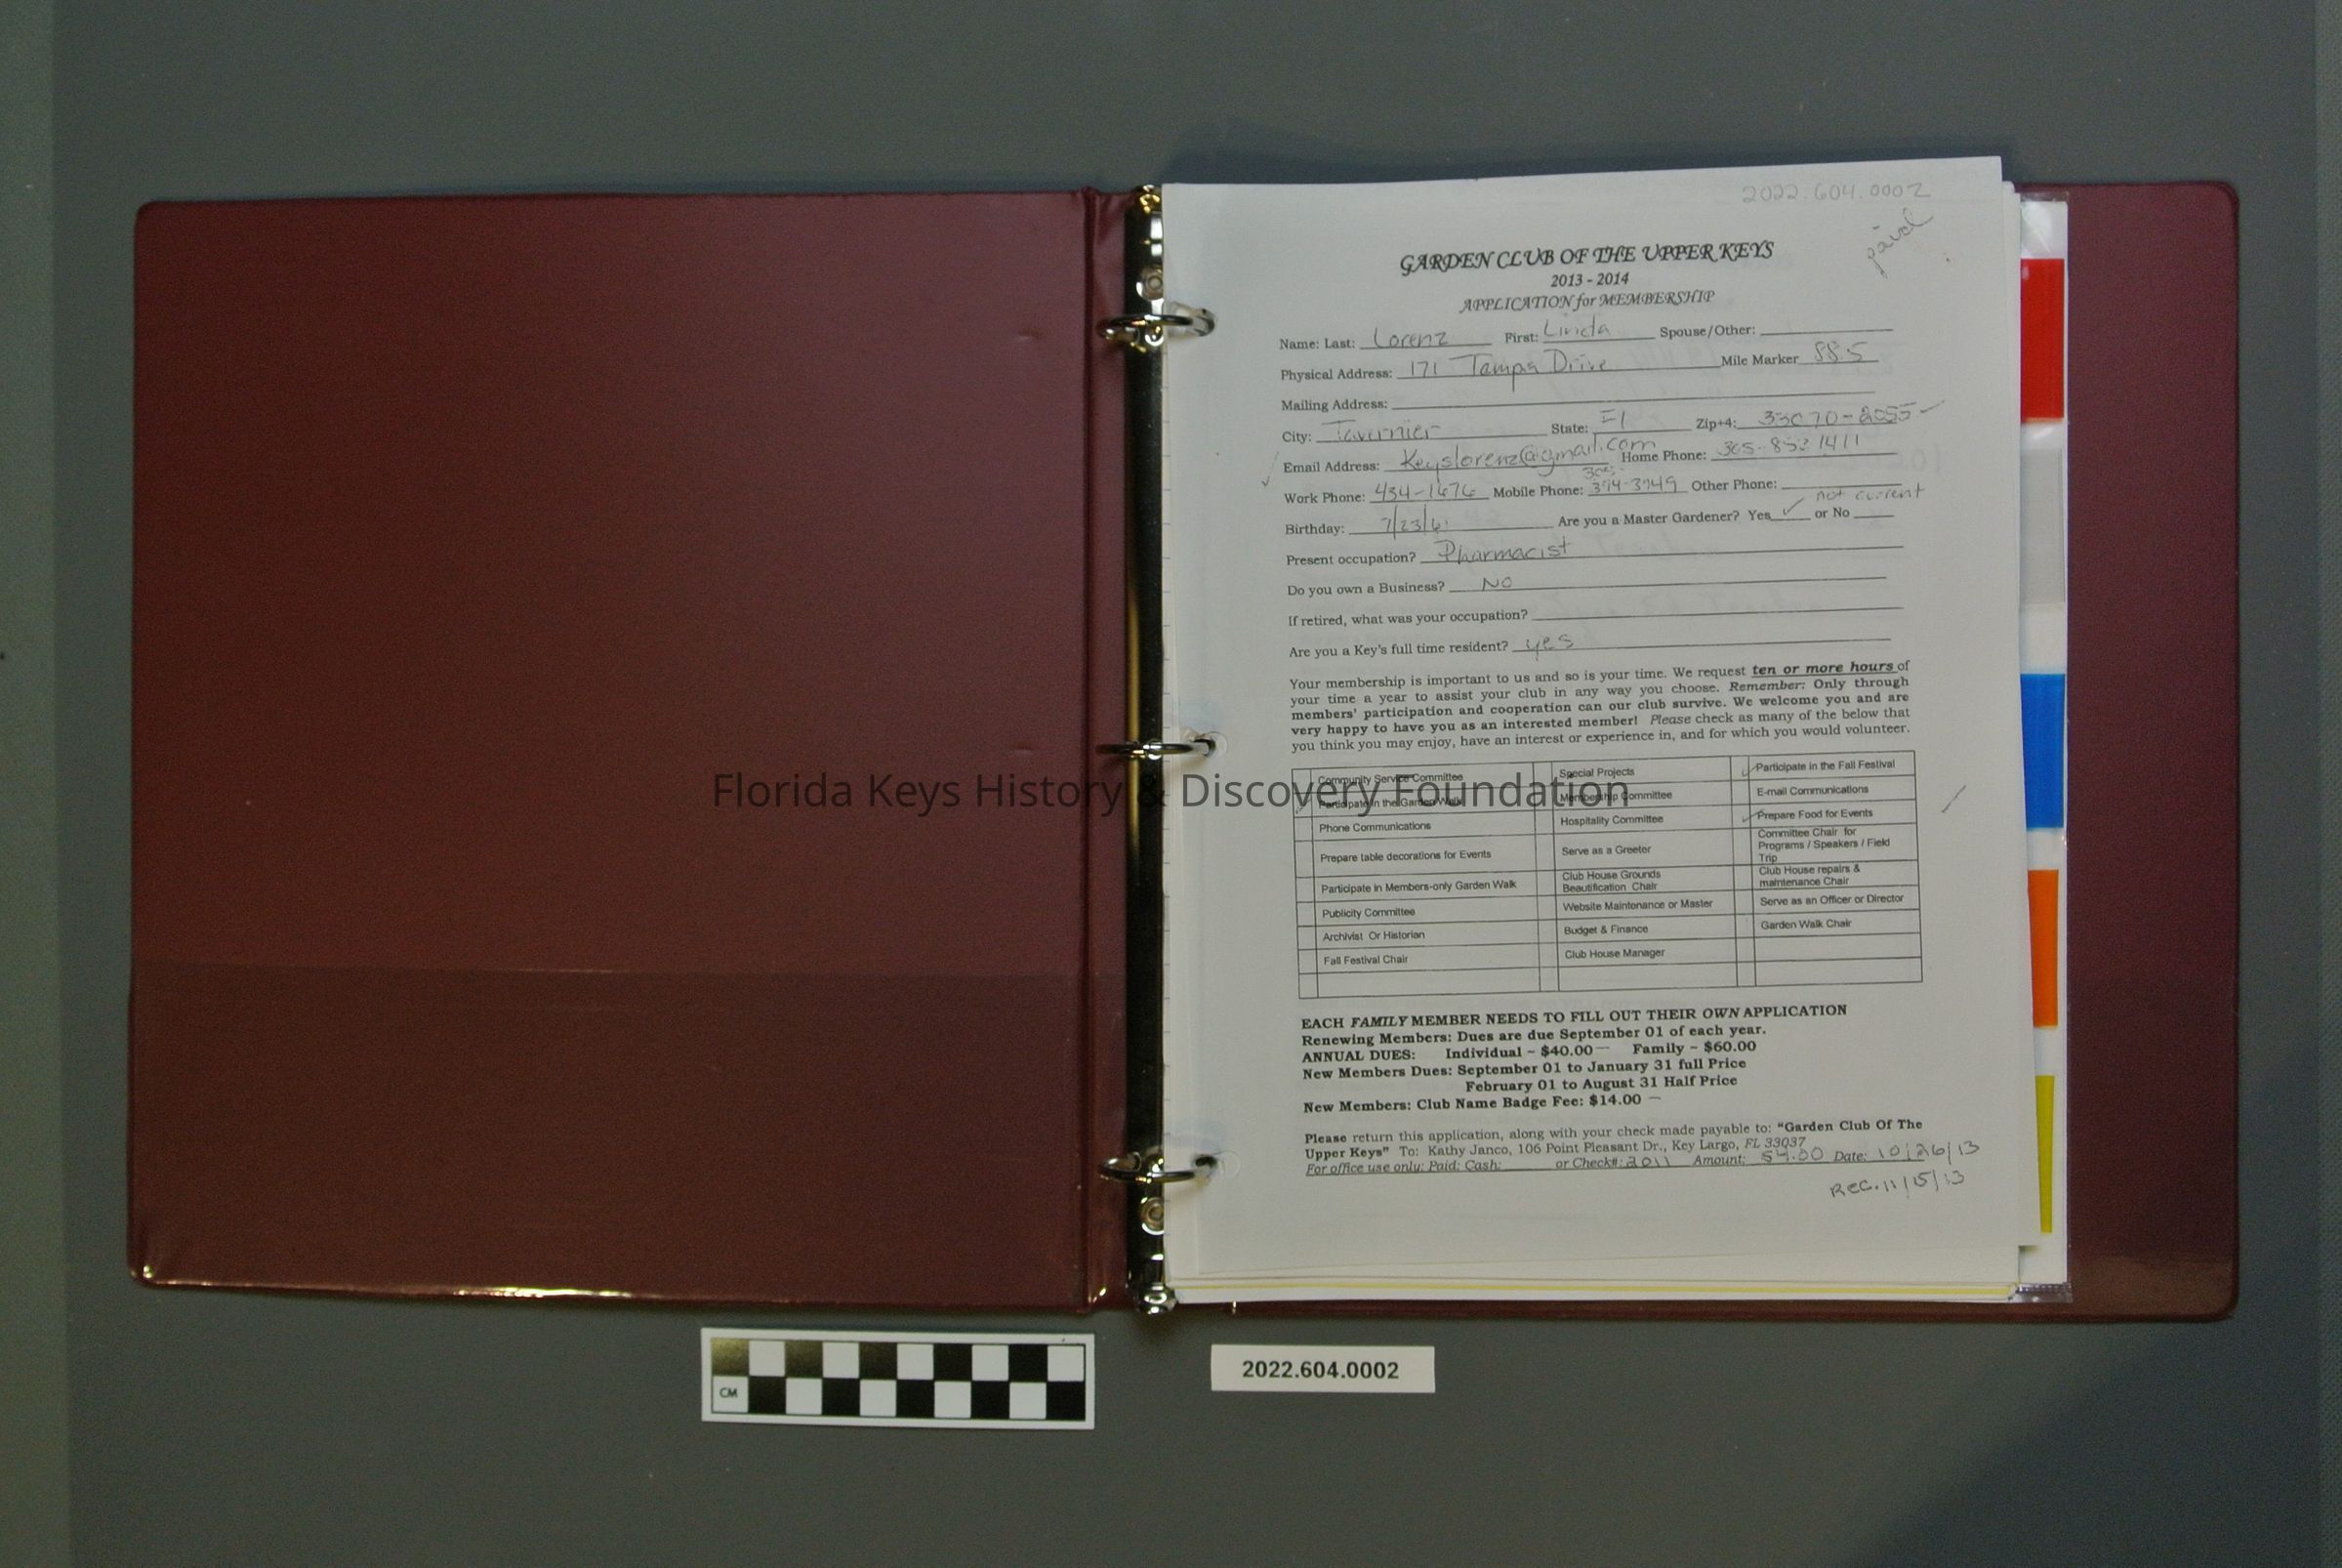 2022.604.0002
paid
GARDEN CLUB OF THE UPPER KEYS
2013 - 2014
APPLICATION for MEMBERSHIP
Name: Last: Lorenz First: Linda Spouse/Other:
Physical Address: 171 Tampa Drive Mile Marker 88.5
Mailing Address:
City: Tavernier State: Fl Zip+4: 33070-2055
Email Address: Keyslorenz@gmail.com Home Phone: 305-852 1411
Work Phone: 434-1676 Mobile Phone: 305 394-3749 Other Phone:
not current
Birthday: 7/23/61 Are you a Master Gardener? Yes ✓ or No
Present occupation? Pharmacist
Do you own a Business? NO
If retired, what was your occupation?
Are you a Key's full time resident? yes
Your membership is important to us and so is your time. We request ten or more hours of
your time a year to assist your club in any way you choose. Remember: Only through
members' participation and cooperation can our club survive. We welcome you and are
very happy to have you as an interested member! Please check as many of the below that
you think you may enjoy, have an interest or experience in, and for which you would volunteer.
Community Service Committee Special Projects ✓ Participate in the Fall Festival
✓ Participate in the Garden Walk Membership Committee E-mail Communications
Phone Communications Hospitality Committee ✓ Prepare Food for Events
Prepare table decorations for Events Serve as a Greeter Committee Chair for
Programs / Speakers / Field
Trip
Participate in Members-only Garden Walk Club House Grounds
Beautification Chair Club House repairs &
maintenance Chair
Publicity Committee Website Maintenance or Master Serve as an Officer or Director
Archivist Or Historian Budget & Finance Garden Walk Chair
Fall Festival Chair Club House Manager
EACH FAMILY MEMBER NEEDS TO FILL OUT THEIR OWN APPLICATION
Renewing Members: Dues are due September 01 of each year.
ANNUAL DUES: Individual ~ $40.00 Family ~ $60.00
New Members Dues: September 01 to January 31 full Price
February 01 to August 31 Half Price
New Members: Club Name Badge Fee: $14.00
Please return this application, along with your check made payable to: "Garden Club Of The
Upper Keys" To: Kathy Janco, 106 Point Pleasant Dr., Key Largo, FL 33037
For office use only: Paid: Cash: or Check#: 2011 Amount: 54.00 Date: 10/26/13
Rec. 11/15/13
Florida Keys History & Discovery Foundation
CM
2022.604.0002